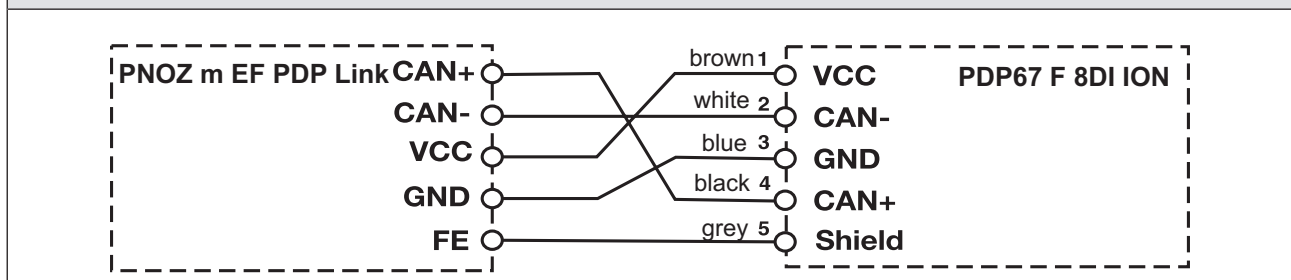 PNOZ m EF PDP Link CAN+ brown 1 VCC PDP67 F 8DI ION
CAN- white 2 CAN-
VCC blue 3 GND
GND black 4 CAN+
FE grey 5 Shield